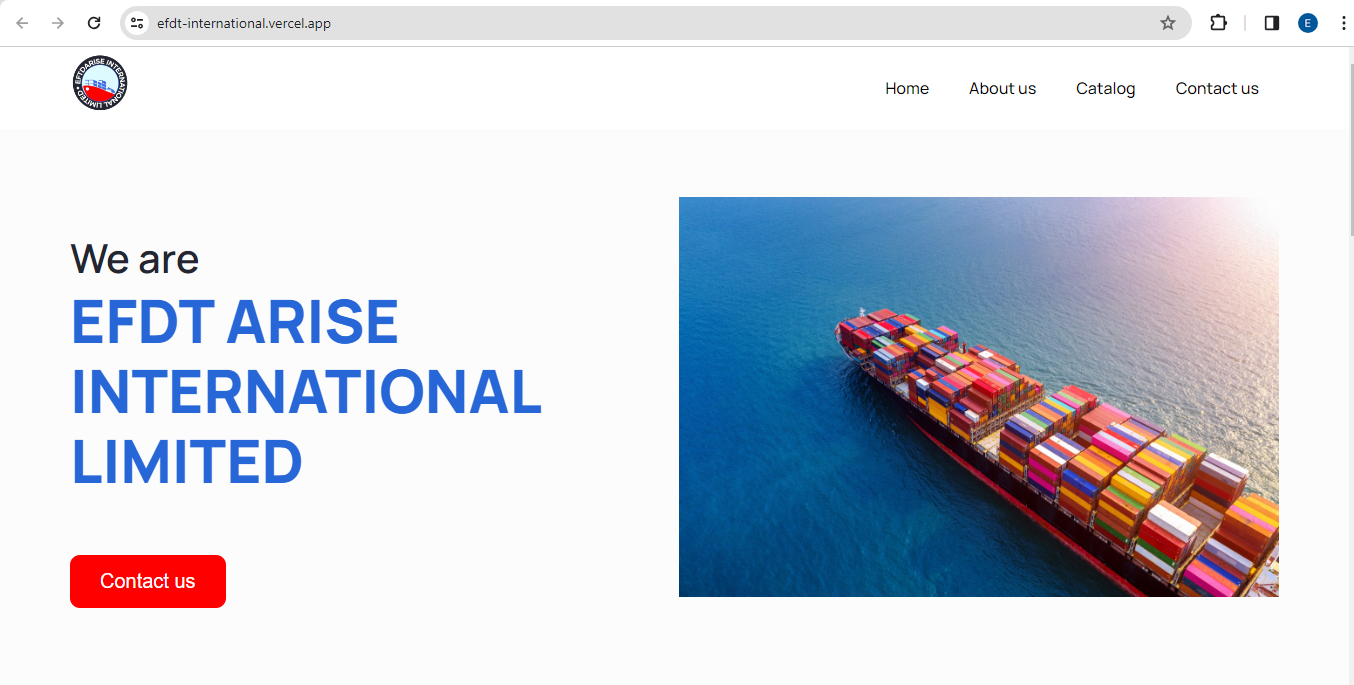 efdt-international.vercel.app
E
EFTDARISE INTERNATIONAL LIMITED
Home About us Catalog Contact us
We are
EFDT ARISE
INTERNATIONAL
LIMITED
Contact us